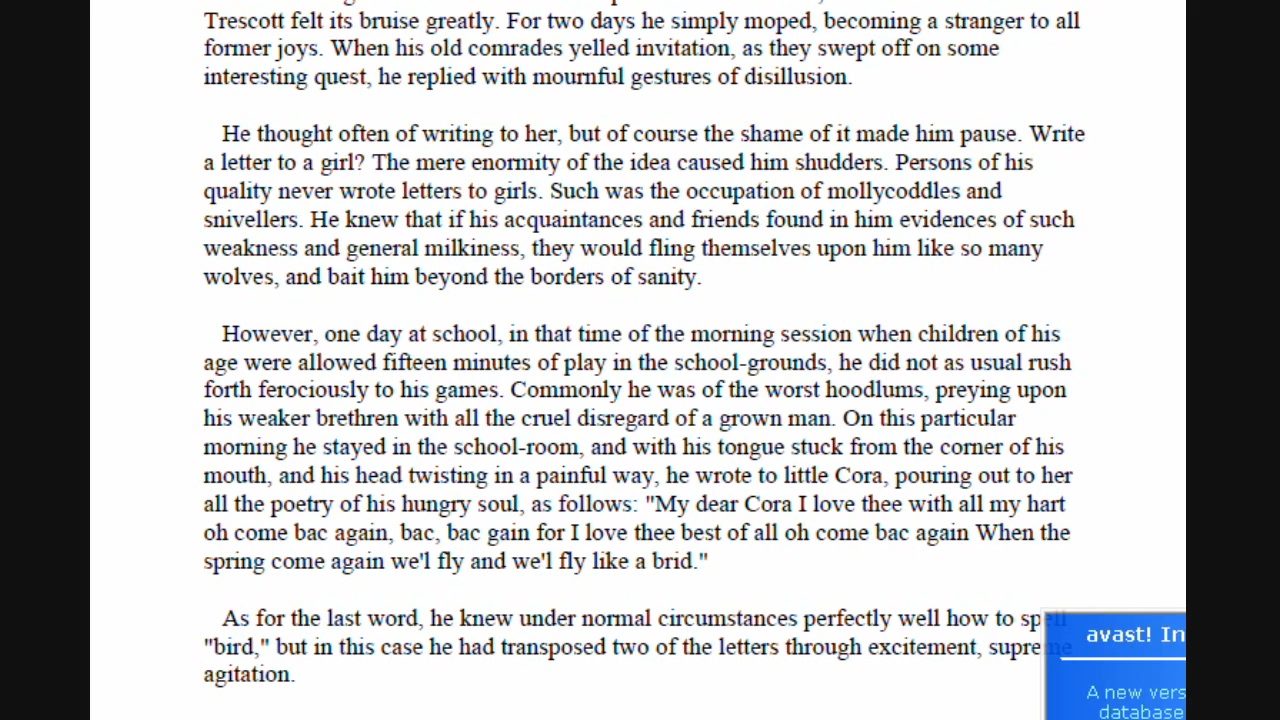 Trescott felt its bruise greatly. For two days he simply moped, becoming a stranger to all
former joys. When his old comrades yelled invitation, as they swept off on some
interesting quest, he replied with mournful gestures of disillusion.
He thought often of writing to her, but of course the shame of it made him pause. Write
a letter to a girl? The mere enormity of the idea caused him shudders. Persons of his
quality never wrote letters to girls. Such was the occupation of mollycoddles and
snivellers. He knew that if his acquaintances and friends found in him evidences of such
weakness and general milkiness, they would fling themselves upon him like so many
wolves, and bait him beyond the borders of sanity.
However, one day at school, in that time of the morning session when children of his
age were allowed fifteen minutes of play in the school-grounds, he did not as usual rush
forth ferociously to his games. Commonly he was of the worst hoodlums, preying upon
his weaker brethren with all the cruel disregard of a grown man. On this particular
morning he stayed in the school-room, and with his tongue stuck from the corner of his
mouth, and his head twisting in a painful way, he wrote to little Cora, pouring out to her
all the poetry of his hungry soul, as follows: "My dear Cora I love thee with all my hart
oh come bac again, bac, bac gain for I love thee best of all oh come bac again When the
spring come again we'l fly and we'l fly like a brid."
As for the last word, he knew under normal circumstances perfectly well how to spell
"bird," but in this case he had transposed two of the letters through excitement, supreme
agitation.
avast! In
A new vers
database